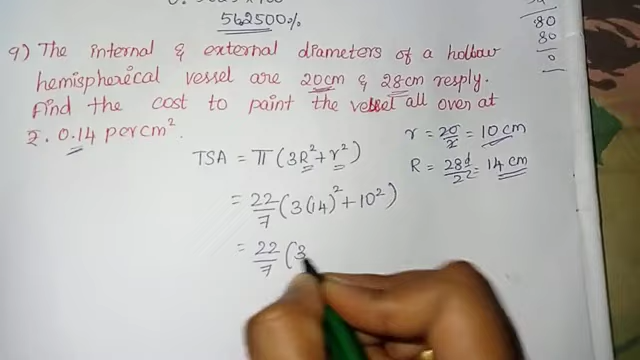 562500%
80
80
0
9) The internal & external diameters of a hollow
hemispherical vessel are 20cm & 28cm resply.
Find the cost to paint the vessel all over at
₹. 0.14 per cm²
r = 20/2 = 10 cm
TSA = π(3R²+r²)
R = 28/2 = 14 cm
= 22/7 (3(14)²+10²)
= 22/7 (3